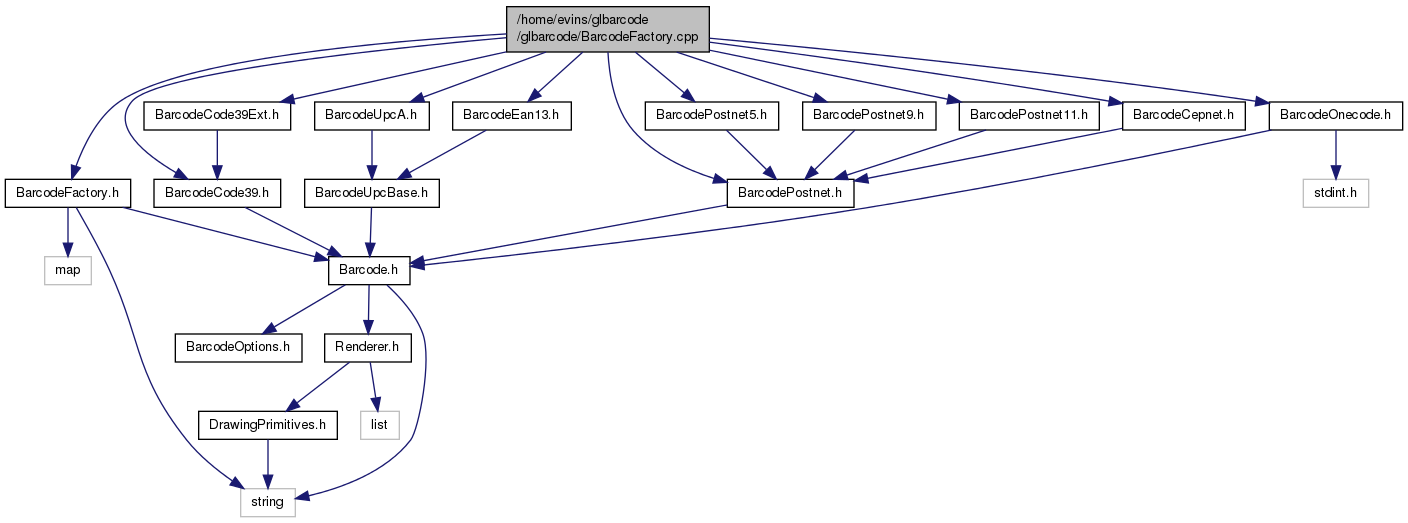 /home/evins/glbarcode
/glbarcode/BarcodeFactory.cpp
BarcodeCode39Ext.h
BarcodeUpcA.h
BarcodeEan13.h
BarcodePostnet5.h
BarcodePostnet9.h
BarcodePostnet11.h
BarcodeCepnet.h
BarcodeOnecode.h
BarcodeFactory.h
BarcodeCode39.h
BarcodeUpcBase.h
BarcodePostnet.h
stdint.h
map
Barcode.h
BarcodeOptions.h
Renderer.h
DrawingPrimitives.h
list
string